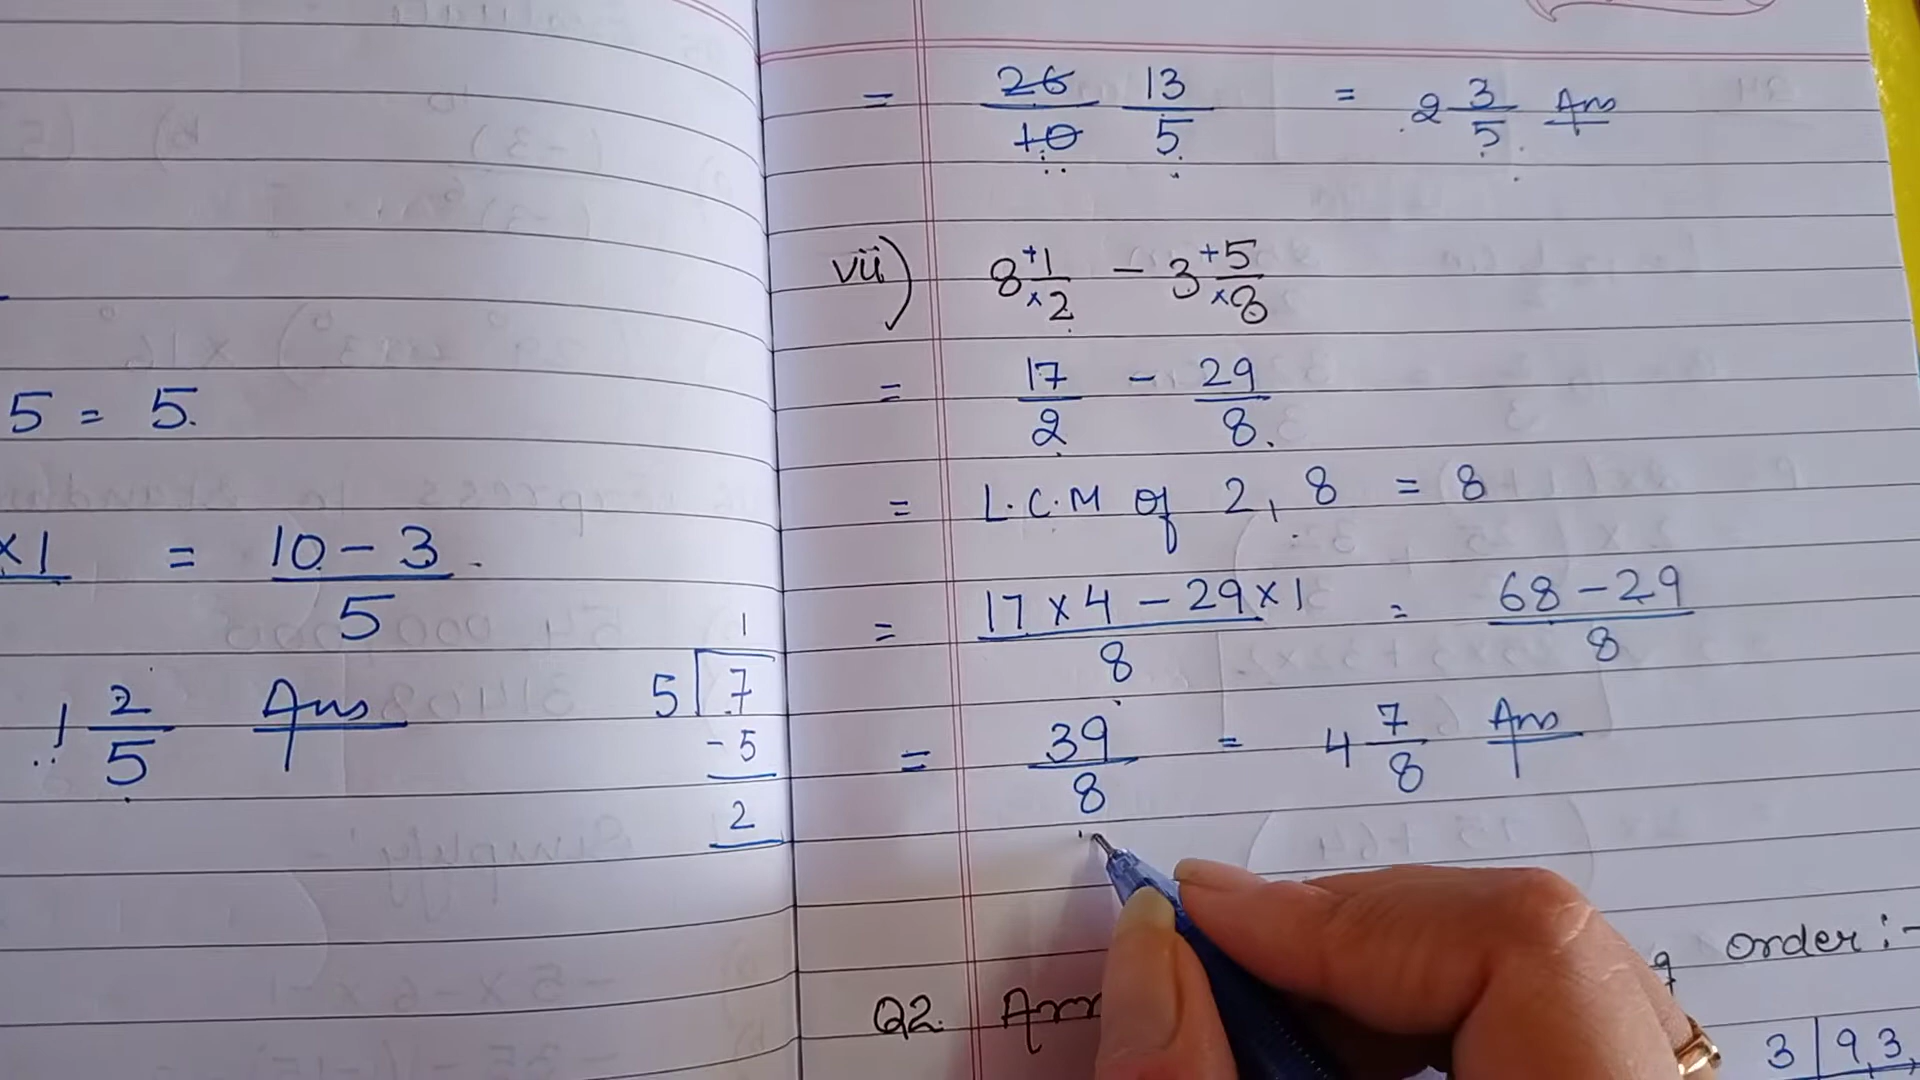 5 = 5.
×1 = 10 - 3 / 5
1 2/5 Ans
1
5 7
- 5
2
= 26/10 13/5 = 2 3/5 Ans
vii) 8 + 1 / × 2 - 3 + 5 / × 8
= 17/2 - 29/8.
= L.C.M of 2, 8 = 8
= 17 × 4 - 29 × 1 / 8 = 68 - 29 / 8
= 39/8 = 4 7/8 Ans
Q2. order :-
3 9, 3,